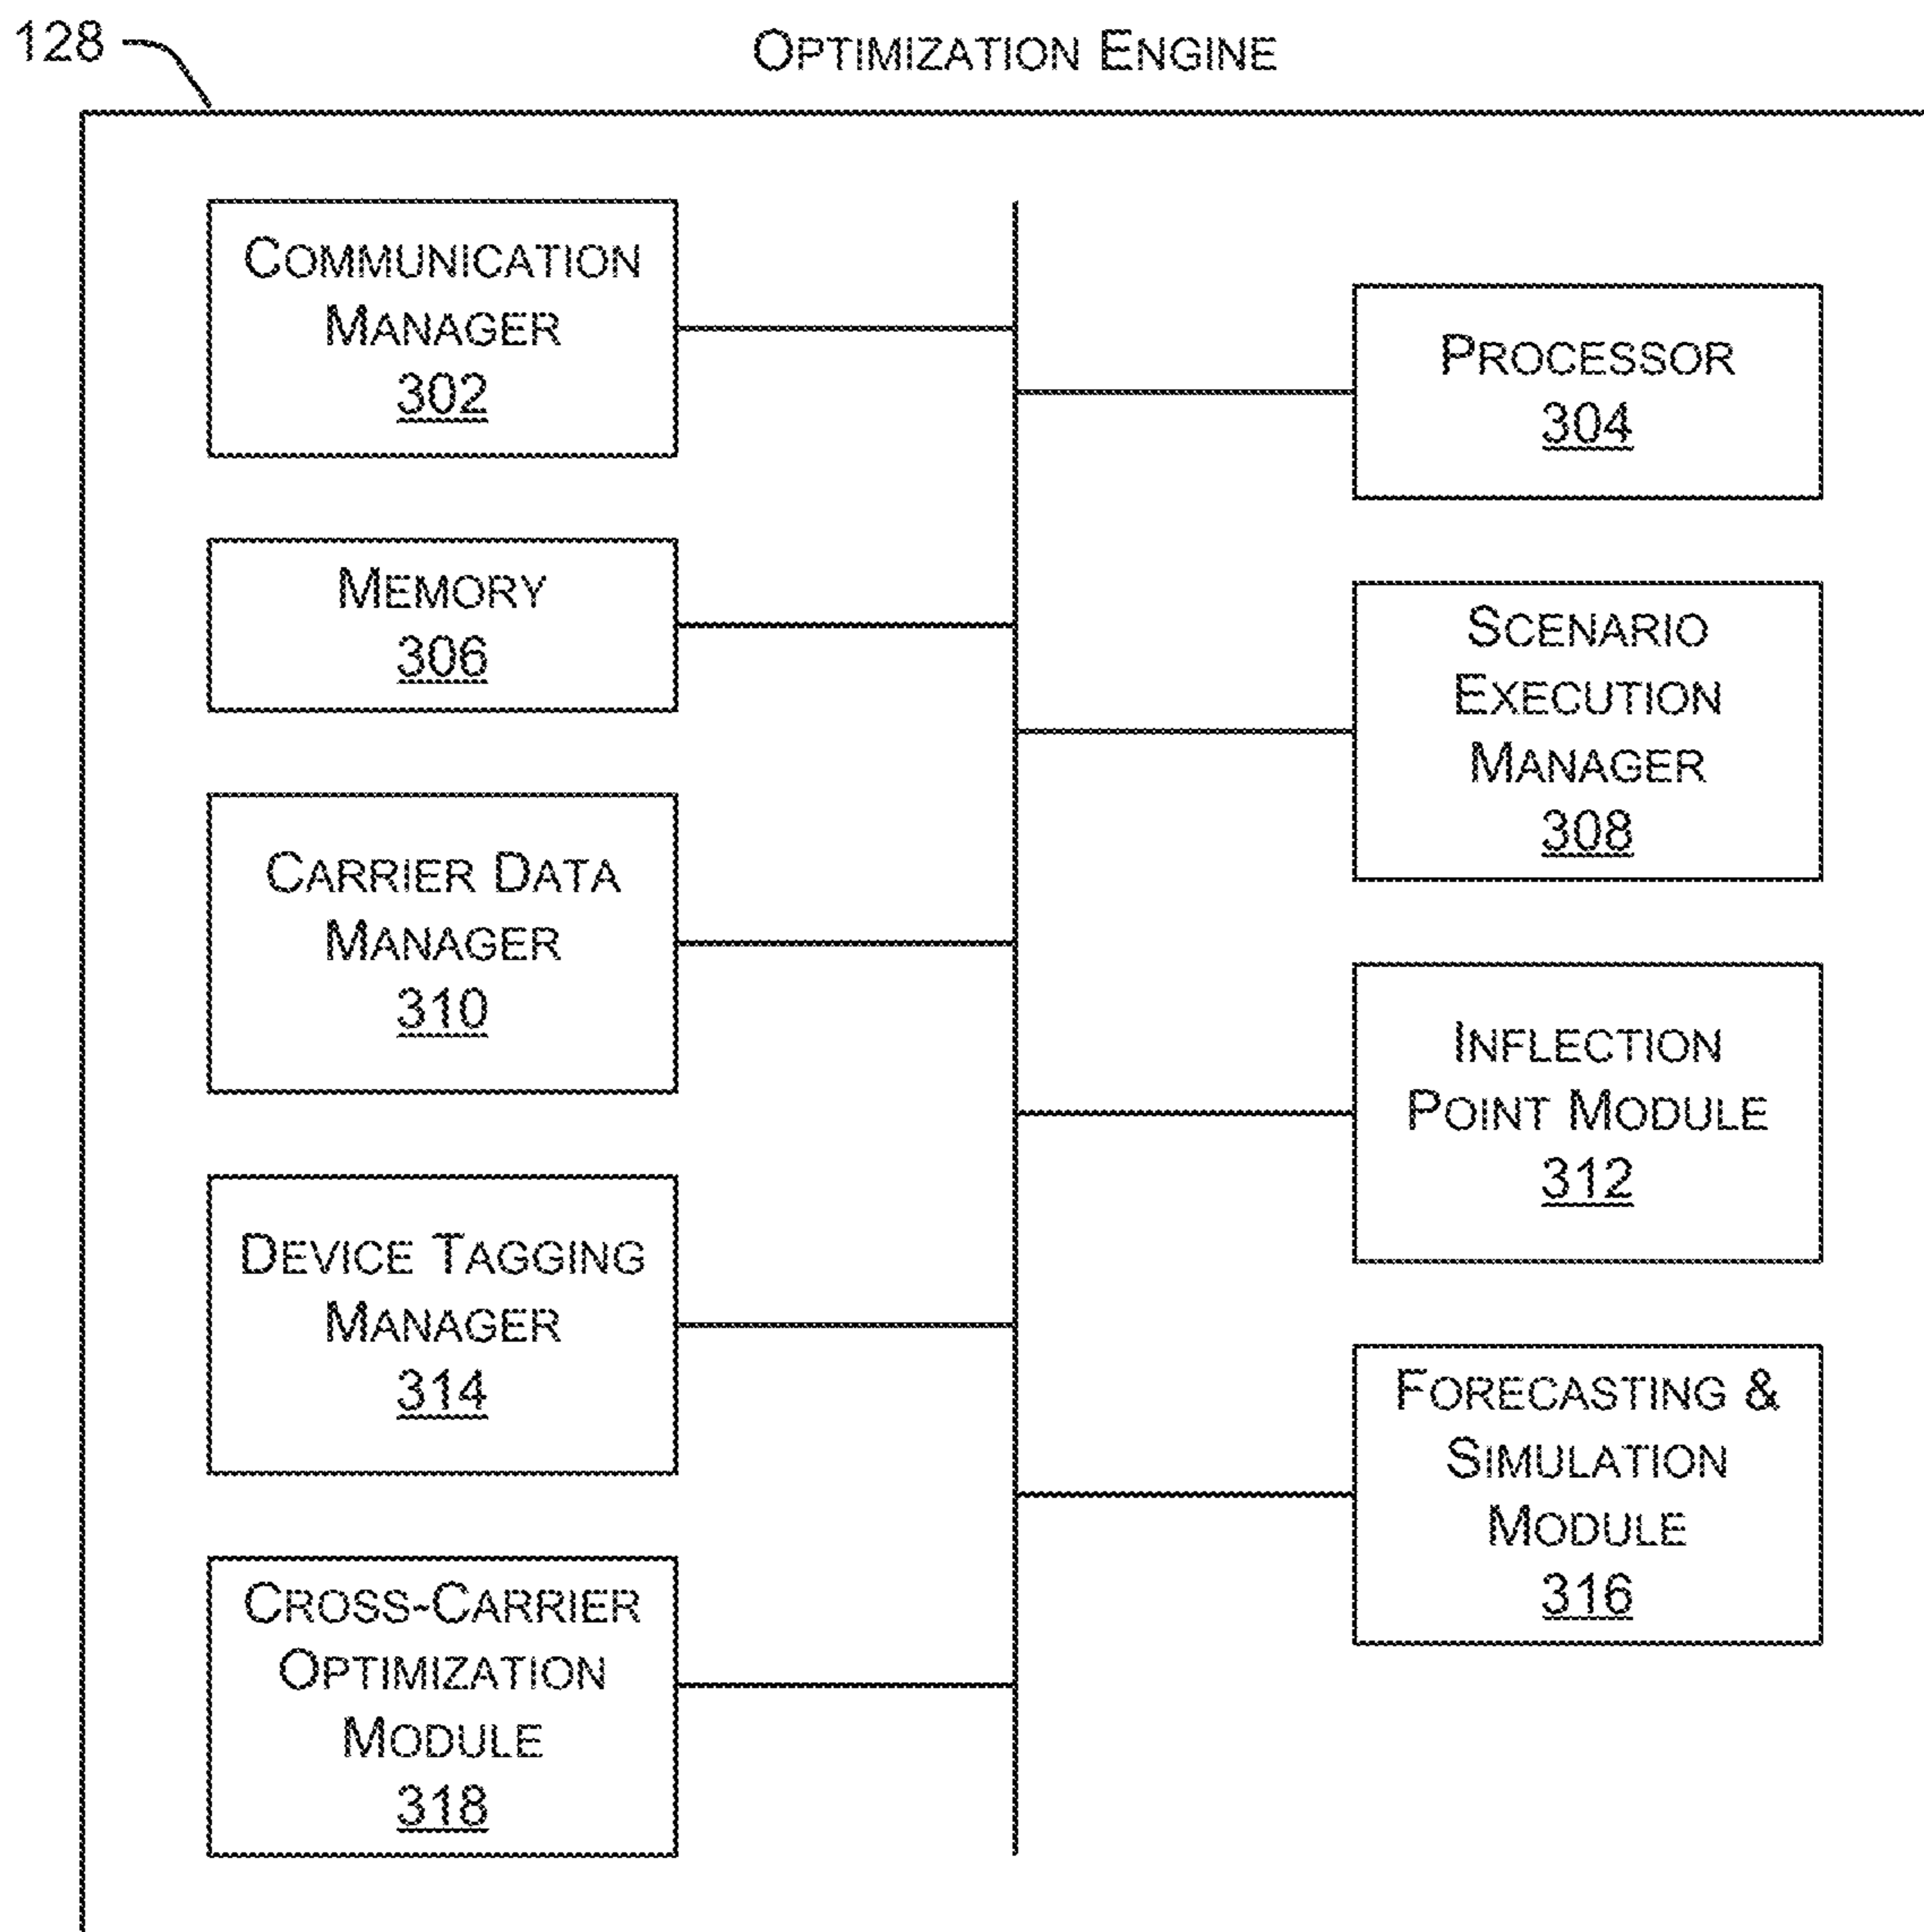 128
OPTIMIZATION ENGINE
COMMUNICATION
MANAGER
302
PROCESSOR
304
MEMORY
306
SCENARIO
EXECUTION
MANAGER
308
CARRIER DATA
MANAGER
310
INFLECTION
POINT MODULE
312
DEVICE TAGGING
MANAGER
314
FORECASTING &
SIMULATION
MODULE
316
CROSS-CARRIER
OPTIMIZATION
MODULE
318